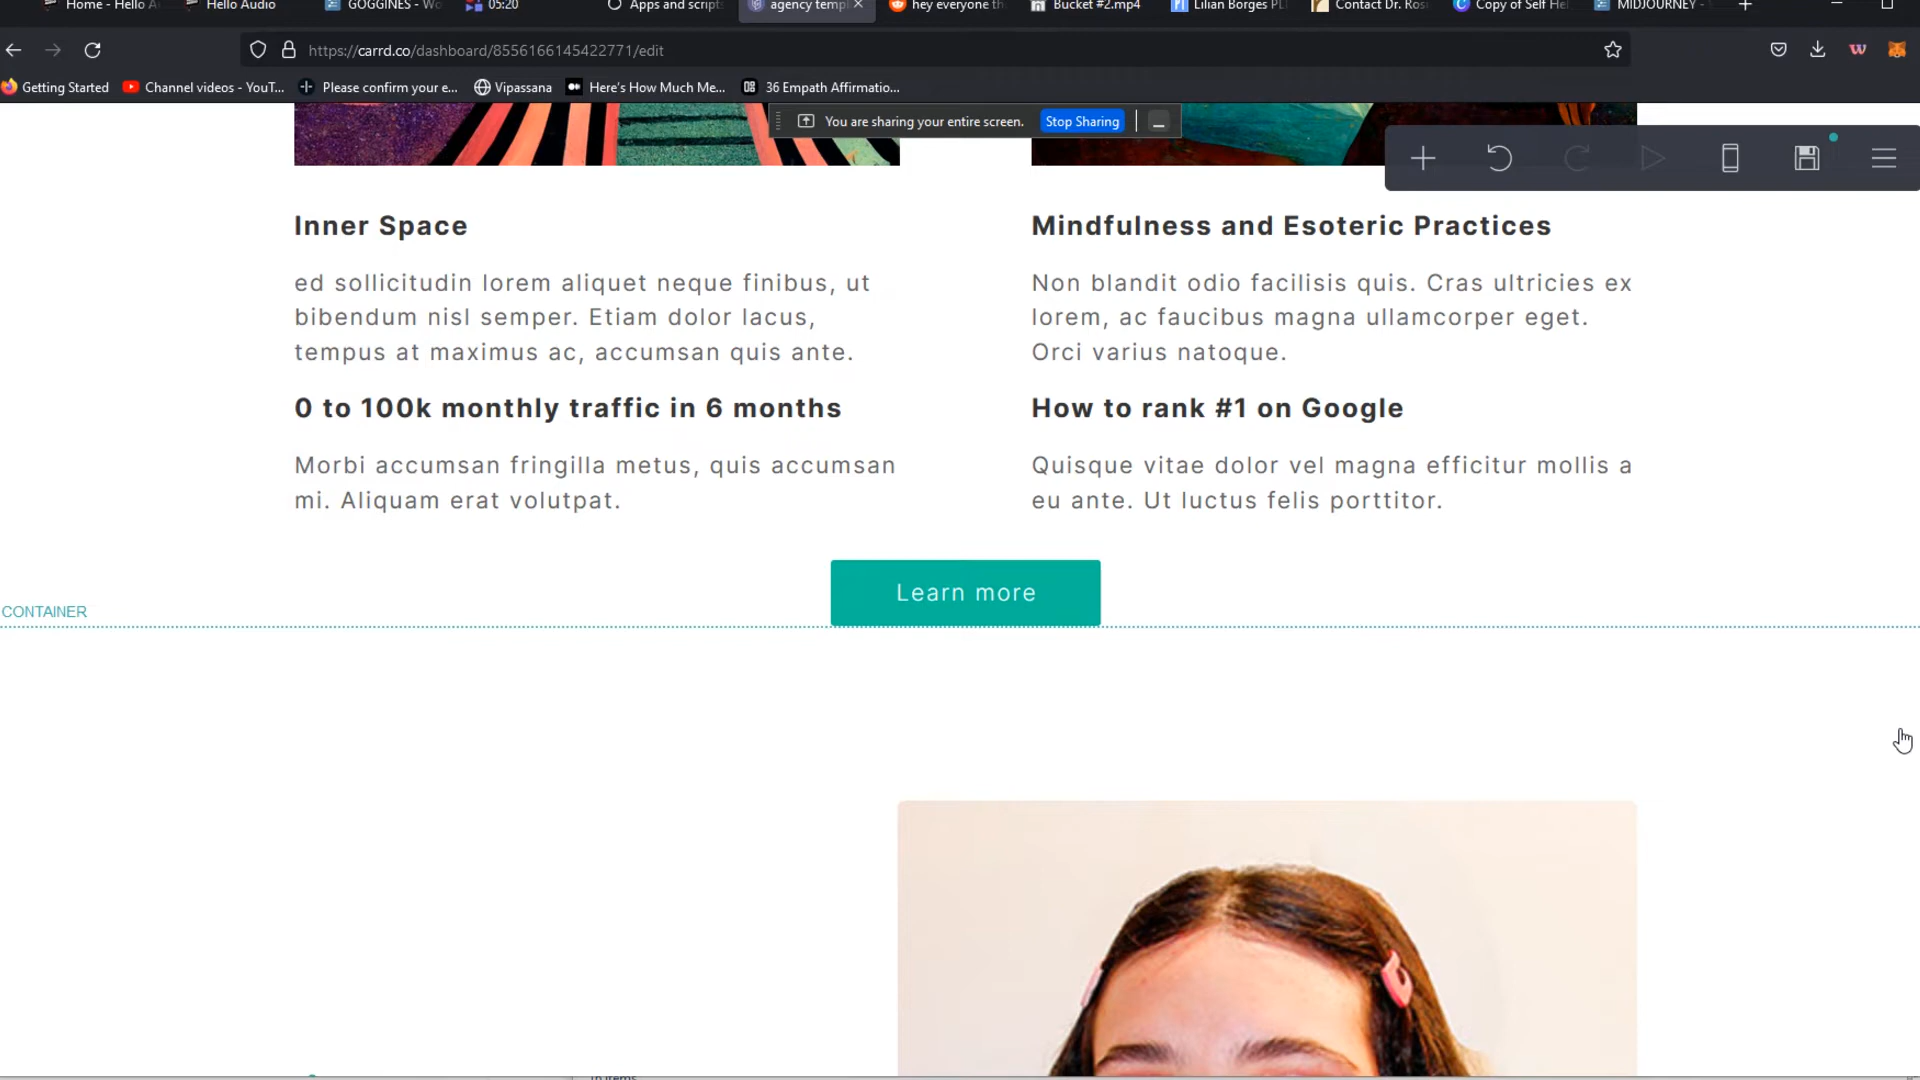 Home - Hello A
Hello Audio
GOGGINES - Wo
05:20
Apps and script
agency templ
hey everyone th
Bucket #2.mp4
Lilian Borges PL
Contact Dr. Ros
Copy of Self He
MIDJOURNEY -
https://carrd.co/dashboard/8556166145422771/edit
Getting Started
Channel videos - YouT...
Please confirm your e...
Vipassana
Here's How Much Me...
36 Empath Affirmatio...
You are sharing your entire screen.
Stop Sharing
Inner Space
ed sollicitudin lorem aliquet neque finibus, ut
bibendum nisl semper. Etiam dolor lacus,
tempus at maximus ac, accumsan quis ante.
0 to 100k monthly traffic in 6 months
Morbi accumsan fringilla metus, quis accumsan
mi. Aliquam erat volutpat.
Mindfulness and Esoteric Practices
Non blandit odio facilisis quis. Cras ultricies ex
lorem, ac faucibus magna ullamcorper eget.
Orci varius natoque.
How to rank #1 on Google
Quisque vitae dolor vel magna efficitur mollis a
eu ante. Ut luctus felis porttitor.
Learn more
CONTAINER